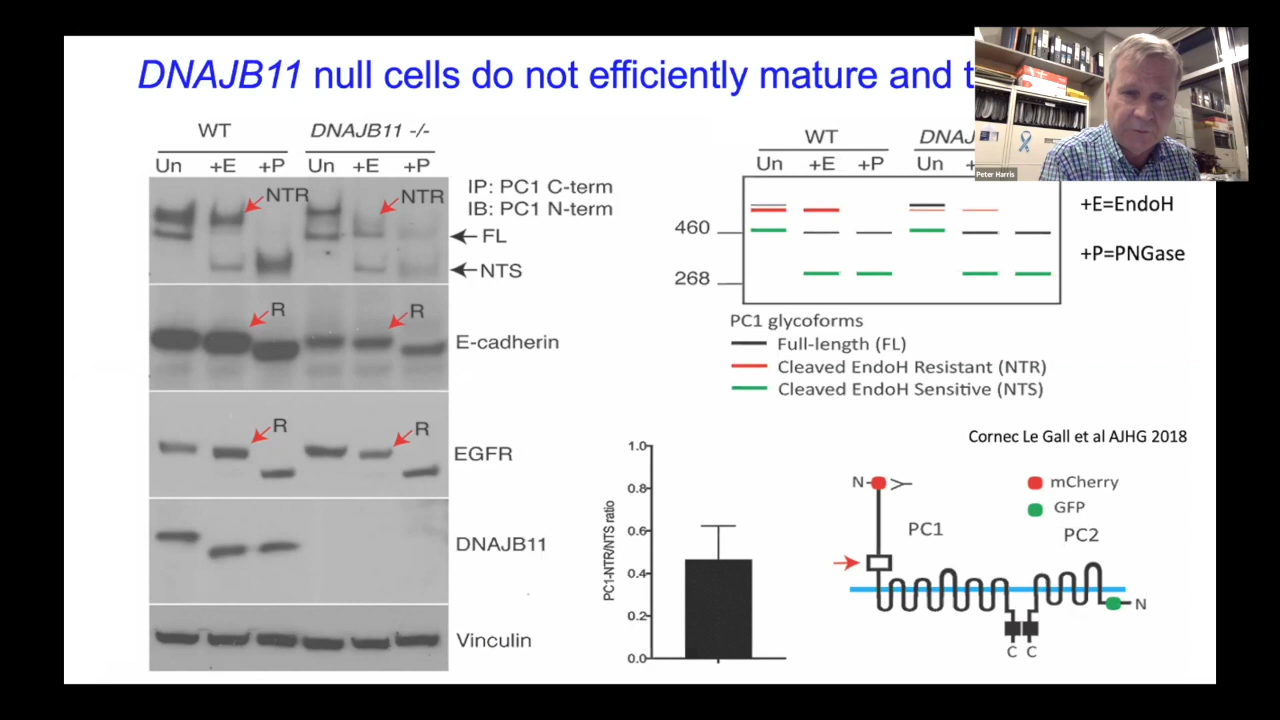 DNAJB11 null cells do not efficiently mature and t
Peter Harris
WT DNAJB11 -/-
Un +E +P Un +E +P
NTR NTR
IP: PC1 C-term
IB: PC1 N-term
FL
NTS
R R
E-cadherin
R R
EGFR
DNAJB11
Vinculin
WT DNAJ
Un +E +P Un
460
268
+E=EndoH
+P=PNGase
PC1 glycoforms
Full-length (FL)
Cleaved EndoH Resistant (NTR)
Cleaved EndoH Sensitive (NTS)
Cornec Le Gall et al AJHG 2018
PC1-NTR/NTS ratio
1.0
0.8
0.6
0.4
0.2
0.0
N
mCherry
GFP
PC1 PC2
N
C C